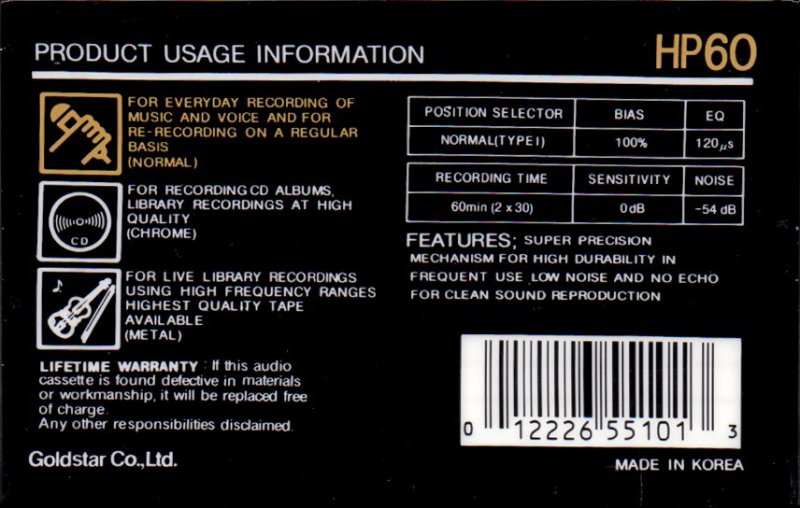 PRODUCT USAGE INFORMATION
HP60
FOR EVERYDAY RECORDING OF
MUSIC AND VOICE AND FOR
RE-RECORDING ON A REGULAR
BASIS
(NORMAL)
CD
FOR RECORDING CD ALBUMS,
LIBRARY RECORDINGS AT HIGH
QUALITY
(CHROME)
FOR LIVE LIBRARY RECORDINGS
USING HIGH FREQUENCY RANGES
HIGHEST QUALITY TAPE
AVAILABLE
(METAL)
LIFETIME WARRANTY : If this audio
cassette is found defective in materials
or workmanship, it will be replaced free
of charge.
Any other responsibilities disclaimed.
Goldstar Co.,Ltd.
POSITION SELECTOR BIAS EQ
NORMAL(TYPE I) 100% 120μs
RECORDING TIME SENSITIVITY NOISE
60min (2 x 30) 0dB -54 dB
FEATURES; SUPER PRECISION
MECHANISM FOR HIGH DURABILITY IN
FREQUENT USE, LOW NOISE AND NO ECHO
FOR CLEAN SOUND REPRODUCTION
0 12226 55101 3
MADE IN KOREA